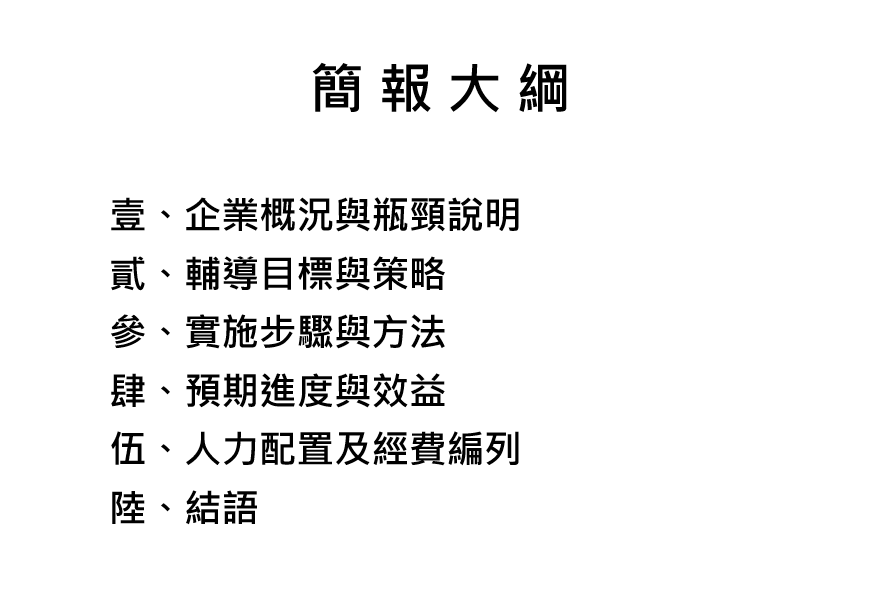 簡報大綱
壹、企業概況與瓶頸說明
貳、輔導目標與策略
參、實施步驟與方法
肆、預期進度與效益
伍、人力配置及經費編列
陸、結語